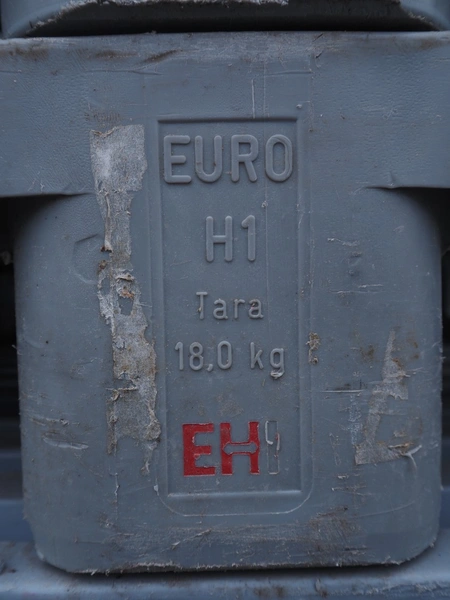 EURO
H1
Tara
18,0 kg
EH